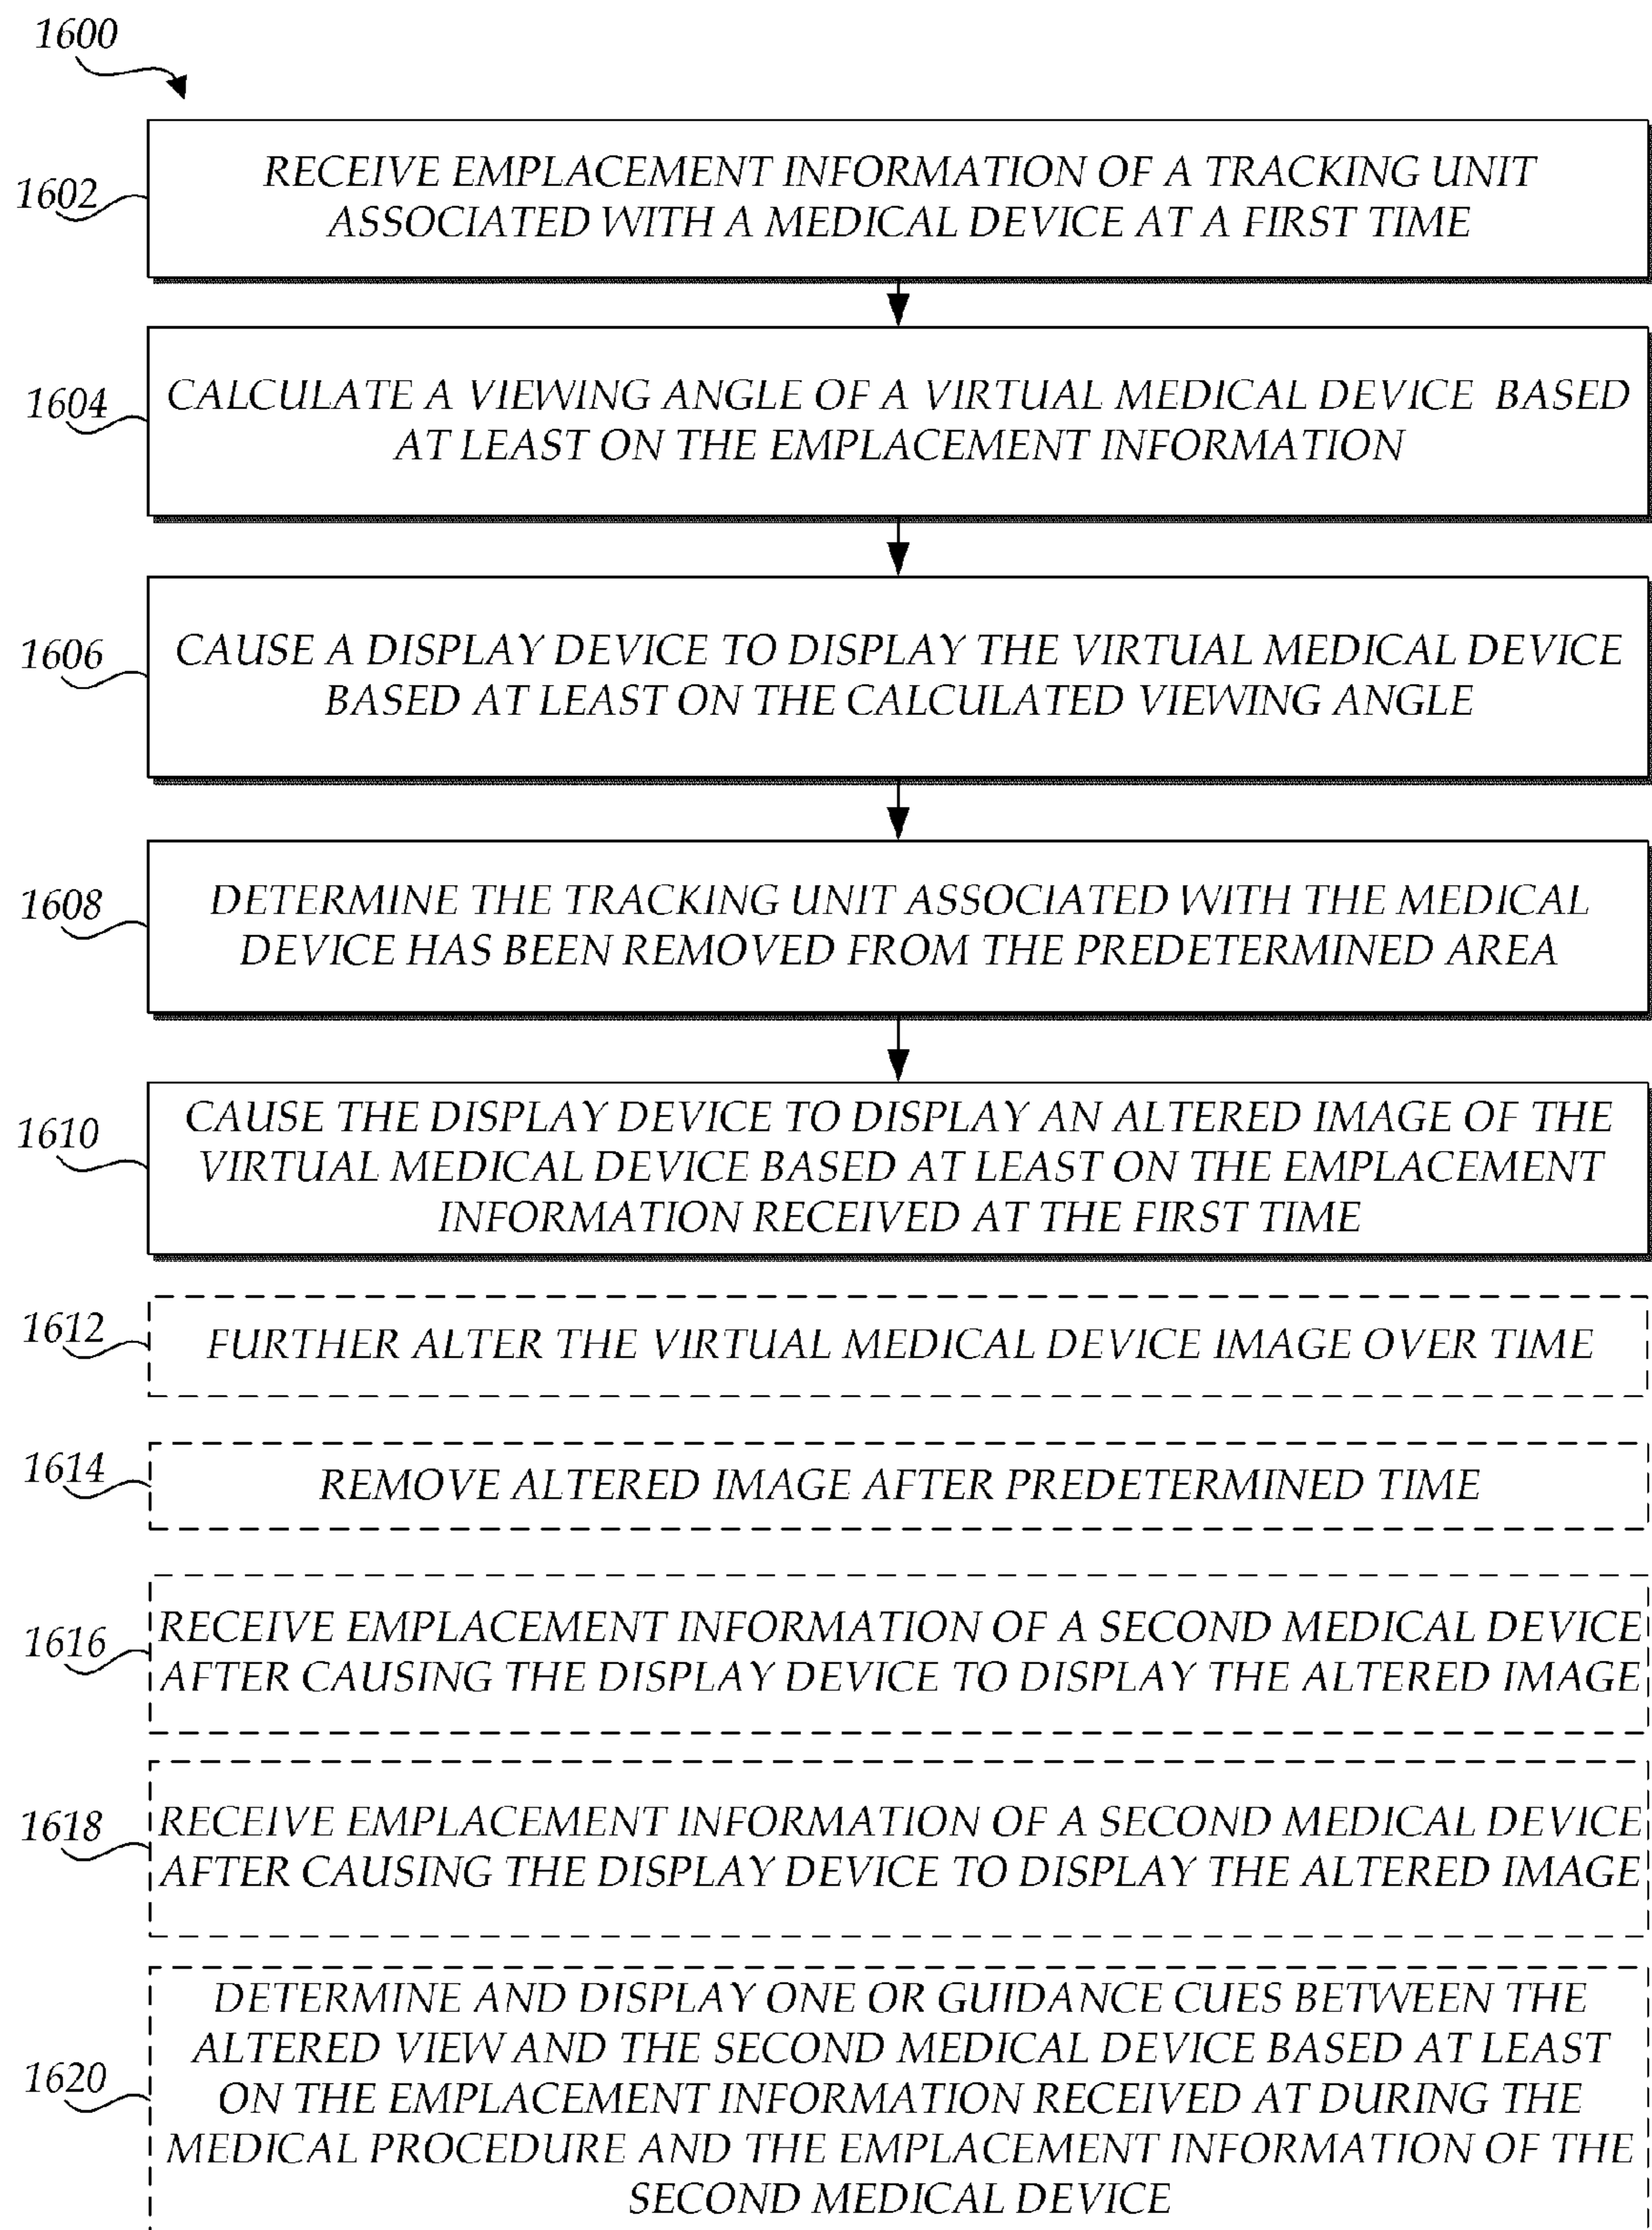 1600
1602
RECEIVE EMPLACEMENT INFORMATION OF A TRACKING UNIT
ASSOCIATED WITH A MEDICAL DEVICE AT A FIRST TIME
1604
CALCULATE A VIEWING ANGLE OF A VIRTUAL MEDICAL DEVICE BASED
AT LEAST ON THE EMPLACEMENT INFORMATION
1606
CAUSE A DISPLAY DEVICE TO DISPLAY THE VIRTUAL MEDICAL DEVICE
BASED AT LEAST ON THE CALCULATED VIEWING ANGLE
1608
DETERMINE THE TRACKING UNIT ASSOCIATED WITH THE MEDICAL
DEVICE HAS BEEN REMOVED FROM THE PREDETERMINED AREA
1610
CAUSE THE DISPLAY DEVICE TO DISPLAY AN ALTERED IMAGE OF THE
VIRTUAL MEDICAL DEVICE BASED AT LEAST ON THE EMPLACEMENT
INFORMATION RECEIVED AT THE FIRST TIME
1612
FURTHER ALTER THE VIRTUAL MEDICAL DEVICE IMAGE OVER TIME
1614
REMOVE ALTERED IMAGE AFTER PREDETERMINED TIME
1616
RECEIVE EMPLACEMENT INFORMATION OF A SECOND MEDICAL DEVICE
AFTER CAUSING THE DISPLAY DEVICE TO DISPLAY THE ALTERED IMAGE
1618
RECEIVE EMPLACEMENT INFORMATION OF A SECOND MEDICAL DEVICE
AFTER CAUSING THE DISPLAY DEVICE TO DISPLAY THE ALTERED IMAGE
1620
DETERMINE AND DISPLAY ONE OR GUIDANCE CUES BETWEEN THE
ALTERED VIEW AND THE SECOND MEDICAL DEVICE BASED AT LEAST
ON THE EMPLACEMENT INFORMATION RECEIVED AT DURING THE
MEDICAL PROCEDURE AND THE EMPLACEMENT INFORMATION OF THE
SECOND MEDICAL DEVICE